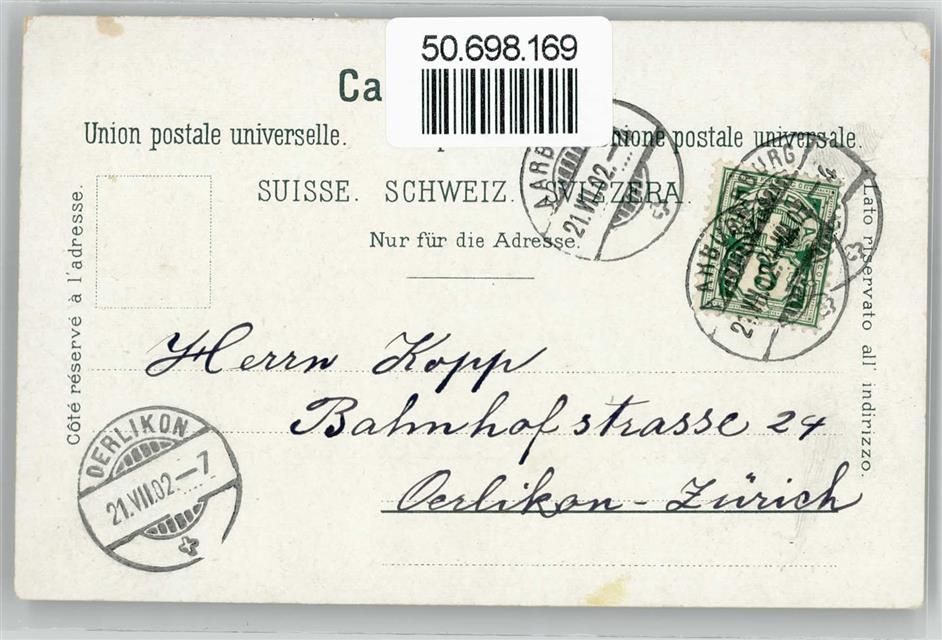 50.698.169
Ca
Union postale universelle. nione postale universale.
SUISSE. SCHWEIZ. SVIZZERA.
Nur für die Adresse.
Côté réservé à l'adresse.
Lato riservato all' indirizzo.
AARB
21.VII.02.–
AARBURG
Herrn Kopp
Bahnhofstrasse 24
Oerlikon - Zürich
OERLIKON
21.VII.02.–7